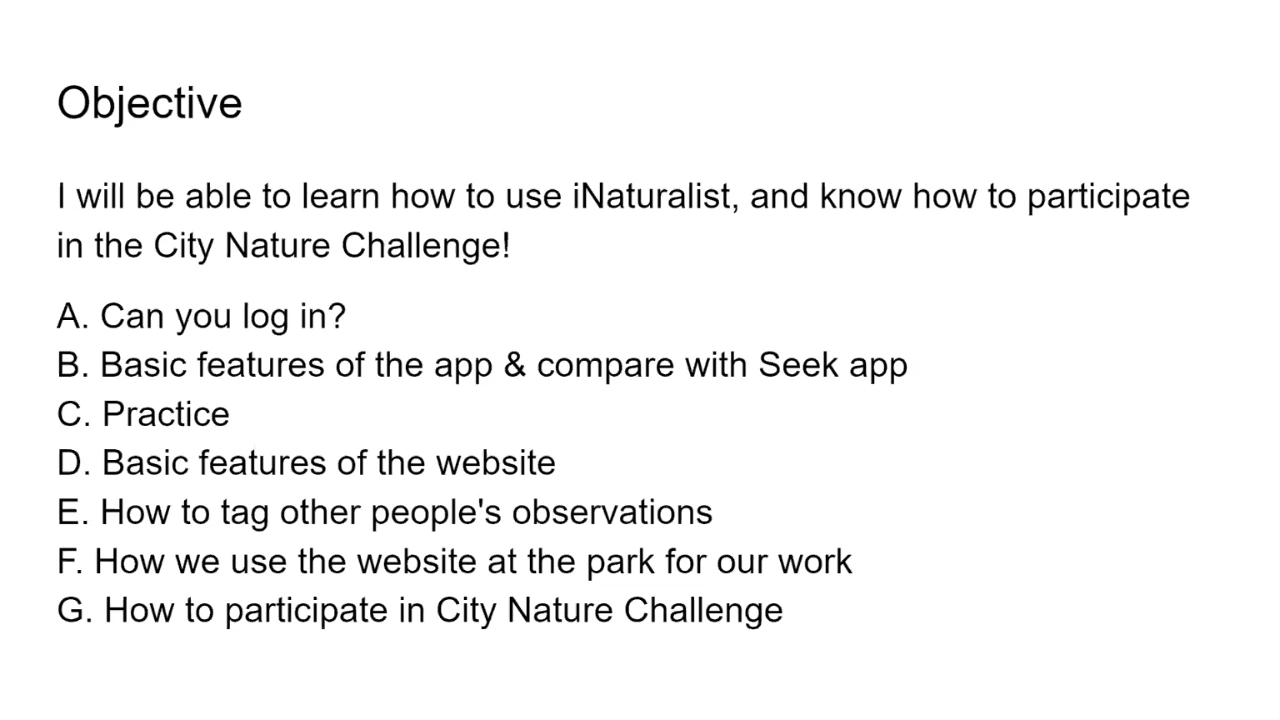 Objective
I will be able to learn how to use iNaturalist, and know how to participate
in the City Nature Challenge!
A. Can you log in?
B. Basic features of the app & compare with Seek app
C. Practice
D. Basic features of the website
E. How to tag other people's observations
F. How we use the website at the park for our work
G. How to participate in City Nature Challenge